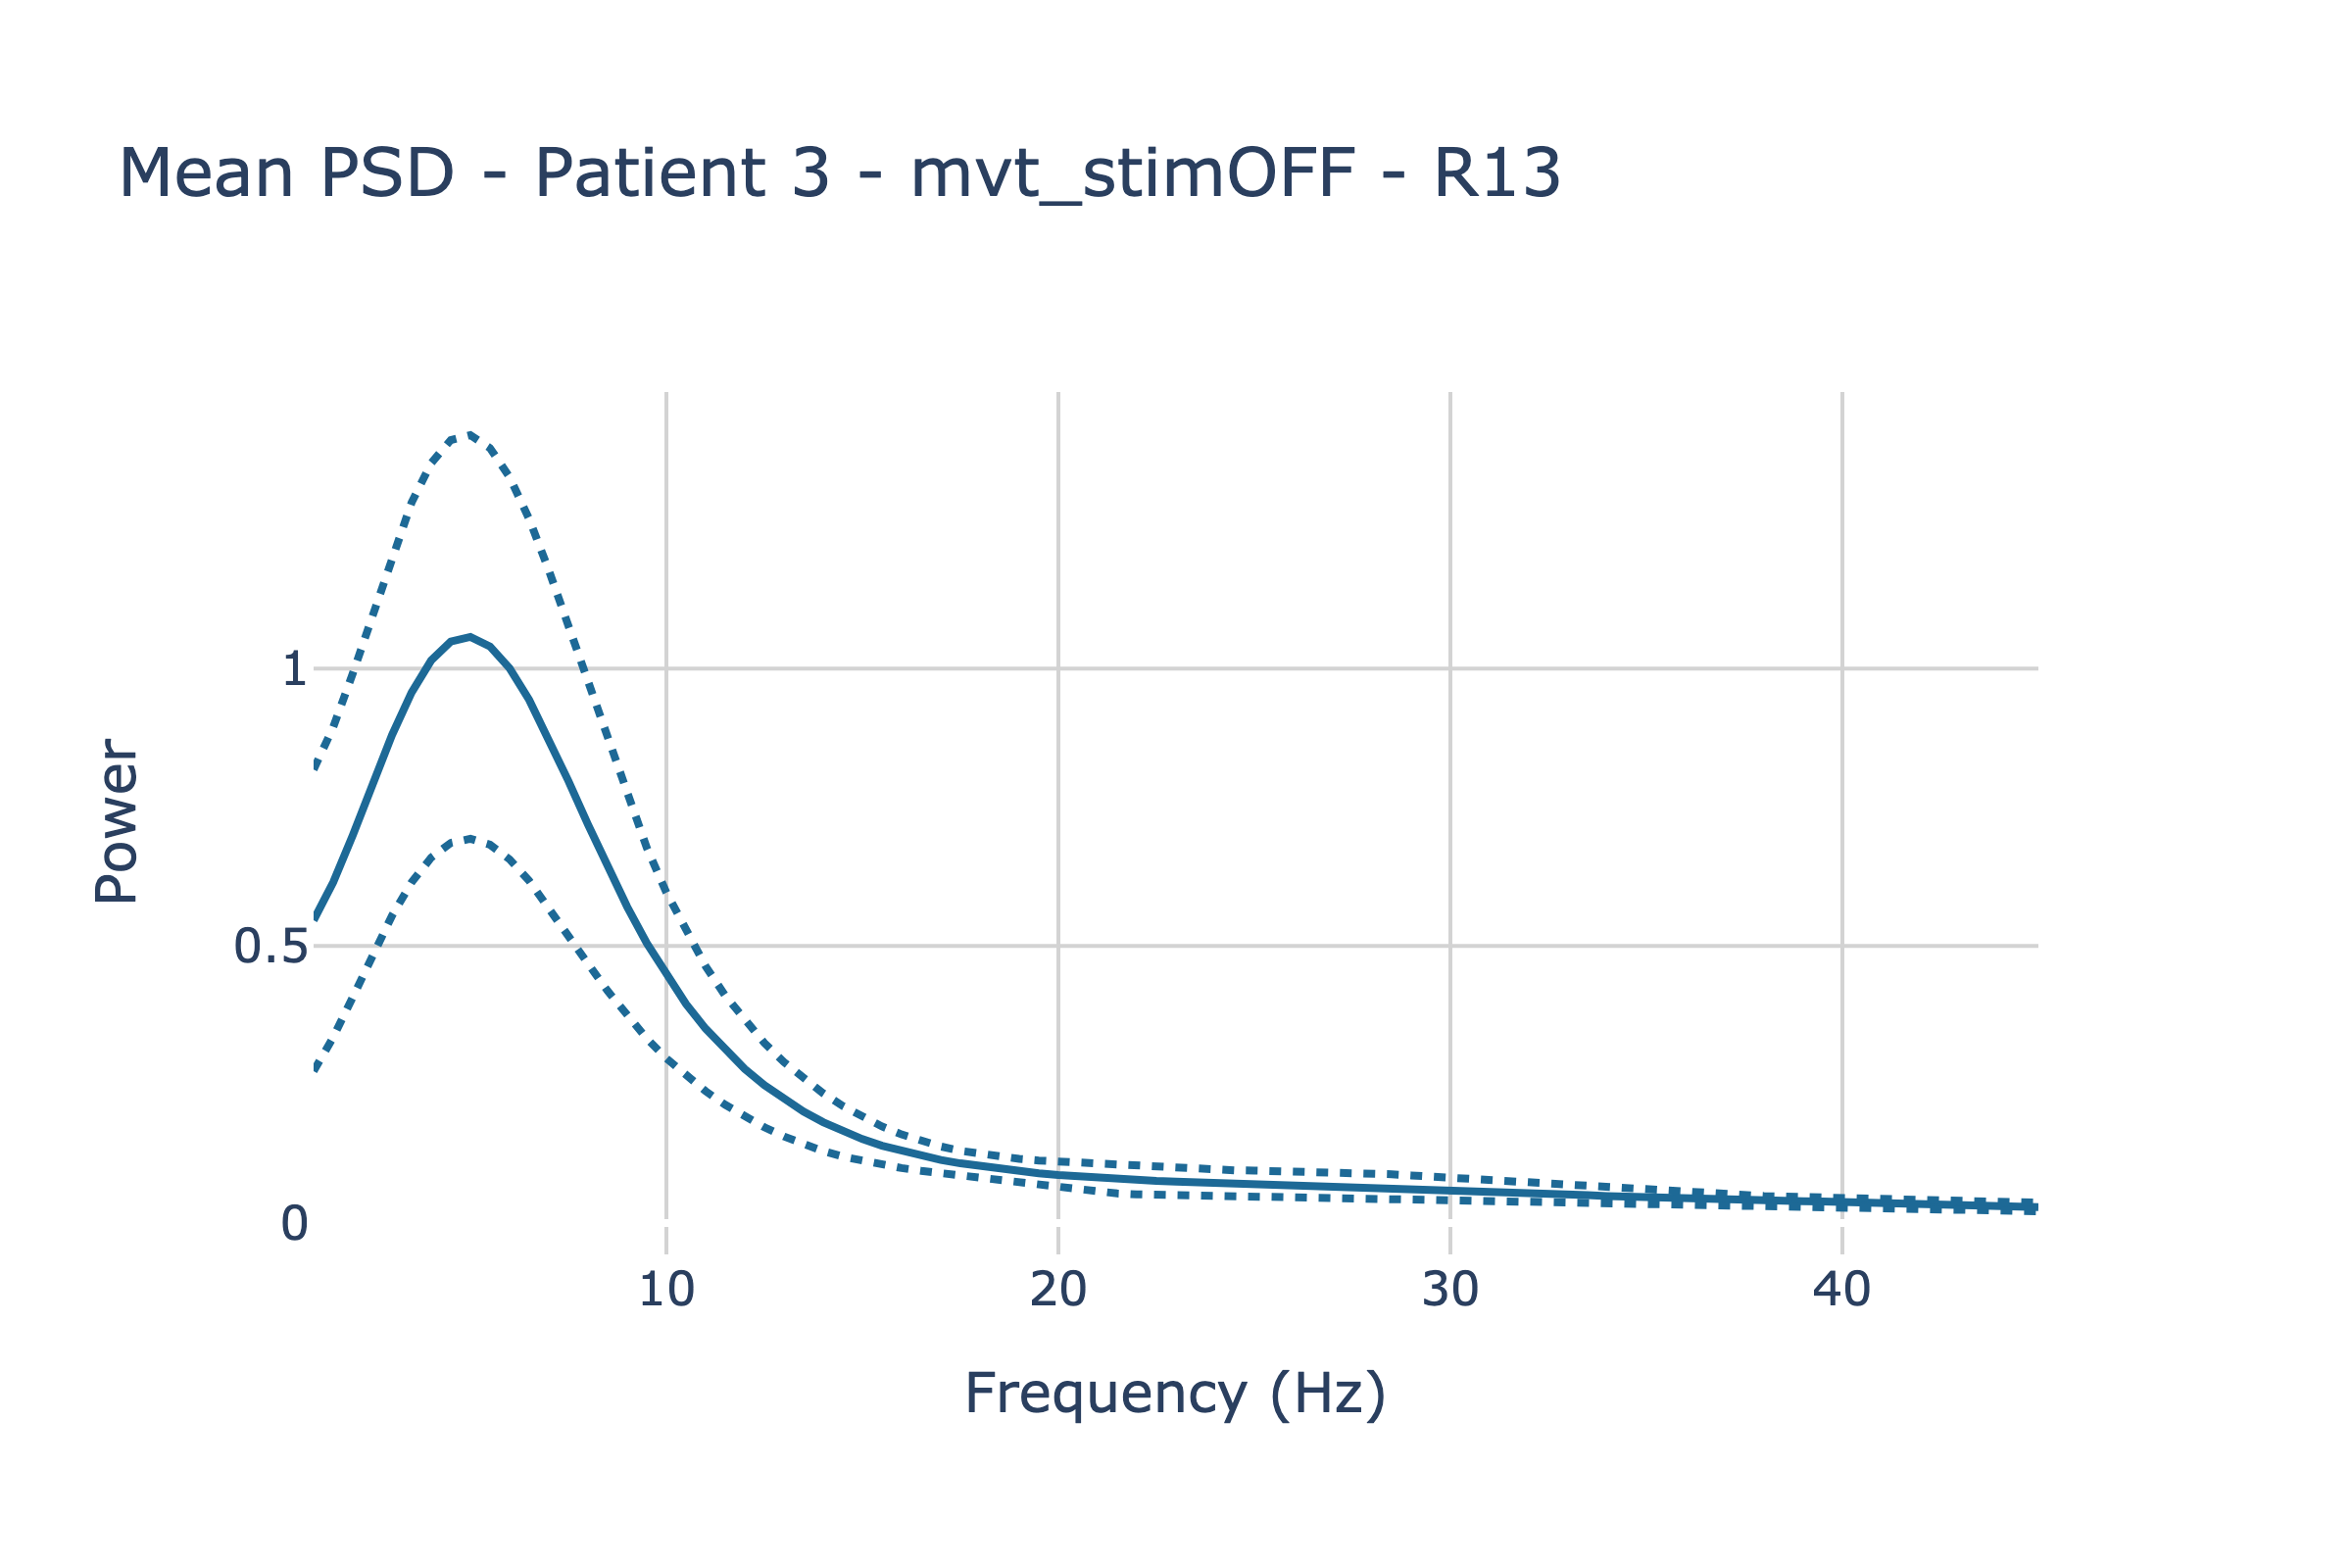 Mean PSD - Patient 3 - mvt_stimOFF - R13
1
0.5
0
Power
10 20 30 40
Frequency (Hz)